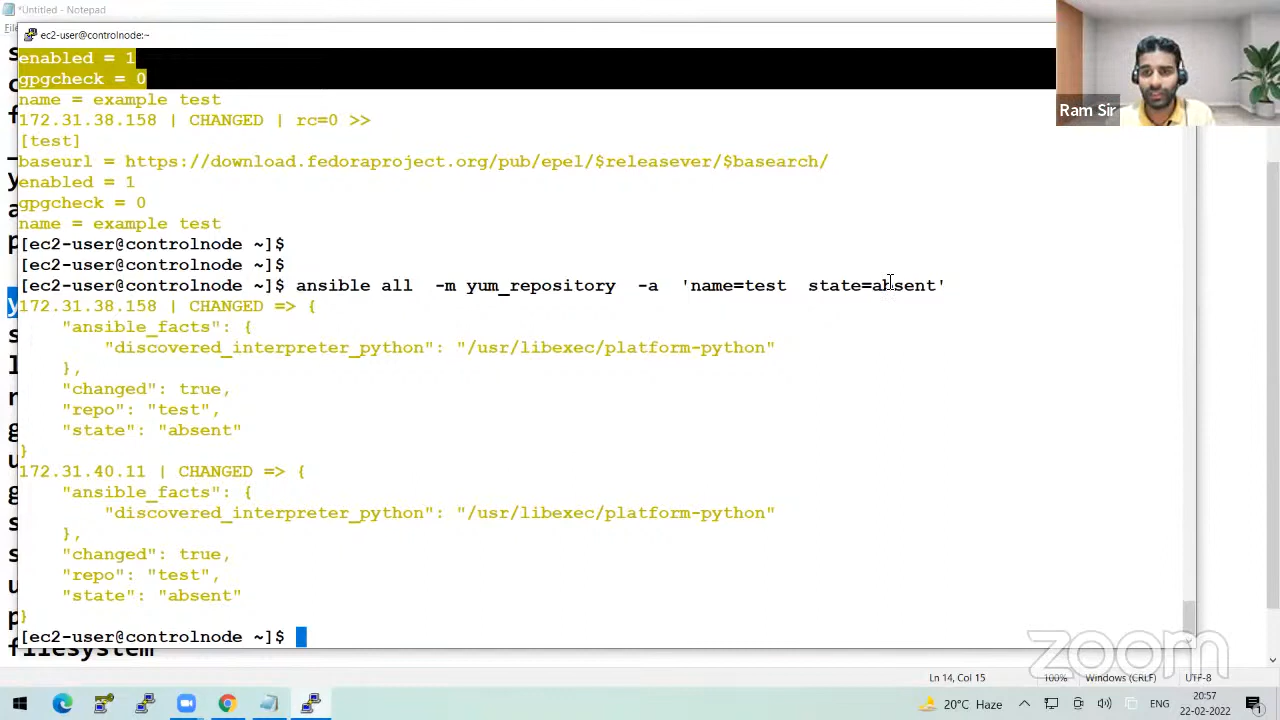 *Untitled - Notepad
ec2-user@controlnode:~
enabled = 1
gpgcheck = 0
name = example test
172.31.38.158 | CHANGED | rc=0 >>
[test]
baseurl = https://download.fedoraproject.org/pub/epel/$releasever/$basearch/
enabled = 1
gpgcheck = 0
name = example test
[ec2-user@controlnode ~]$
[ec2-user@controlnode ~]$
[ec2-user@controlnode ~]$ ansible all  -m yum_repository  -a  'name=test  state=absent'
172.31.38.158 | CHANGED => {
    "ansible_facts": {
        "discovered_interpreter_python": "/usr/libexec/platform-python"
    },
    "changed": true,
    "repo": "test",
    "state": "absent"
}
172.31.40.11 | CHANGED => {
    "ansible_facts": {
        "discovered_interpreter_python": "/usr/libexec/platform-python"
    },
    "changed": true,
    "repo": "test",
    "state": "absent"
}
[ec2-user@controlnode ~]$
filesystem
Ram Sir
zoom
Ln 14, Col 15
100%
Windows (CRLF)
UTF-8
20°C Haze
ENG
20:57
22-02-2022
1